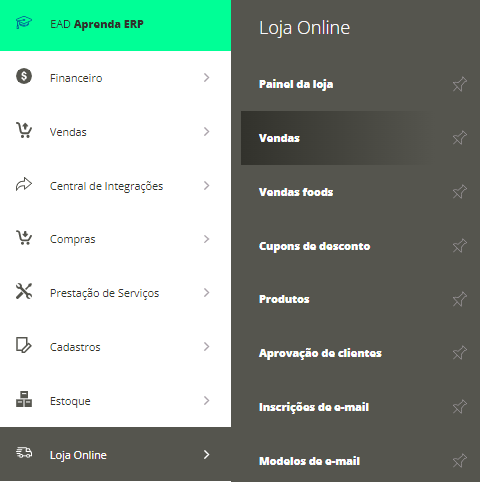 EAD Aprenda ERP
Financeiro
Vendas
Central de Integrações
Compras
Prestação de Serviços
Cadastros
Estoque
Loja Online
Loja Online
Painel da loja
Vendas
Vendas foods
Cupons de desconto
Produtos
Aprovação de clientes
Inscrições de e-mail
Modelos de e-mail